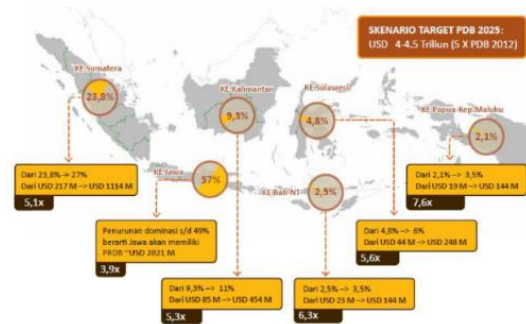 SKENARIO TARGET PDB 2025:
USD 4-4.5 Triliun (5 X PDB 2012)
KE Sumatera
23,8%
KE Kalimantan
9,3%
KE Sulawesi
4,8%
KE Papua-Kep.Maluku
2,1%
KE Jawa
57%
KE Bali-NT
2,5%
Dari 23,8% -> 27%
Dari USD 217 M -> USD 1114 M
5,1x
Dari 2,1% -> 3,5%
Dari USD 19 M -> USD 144 M
7,6x
Penurunan dominasi s/d 49%
berarti Jawa akan memiliki
PRDB ~USD 2021 M
3,9x
Dari 4,8% -> 6%
Dari USD 44 M -> USD 248 M
5,6x
Dari 9,3% -> 11%
Dari USD 85 M -> USD 454 M
5,3x
Dari 2,5% -> 3,5%
Dari USD 23 M -> USD 144 M
6,3x